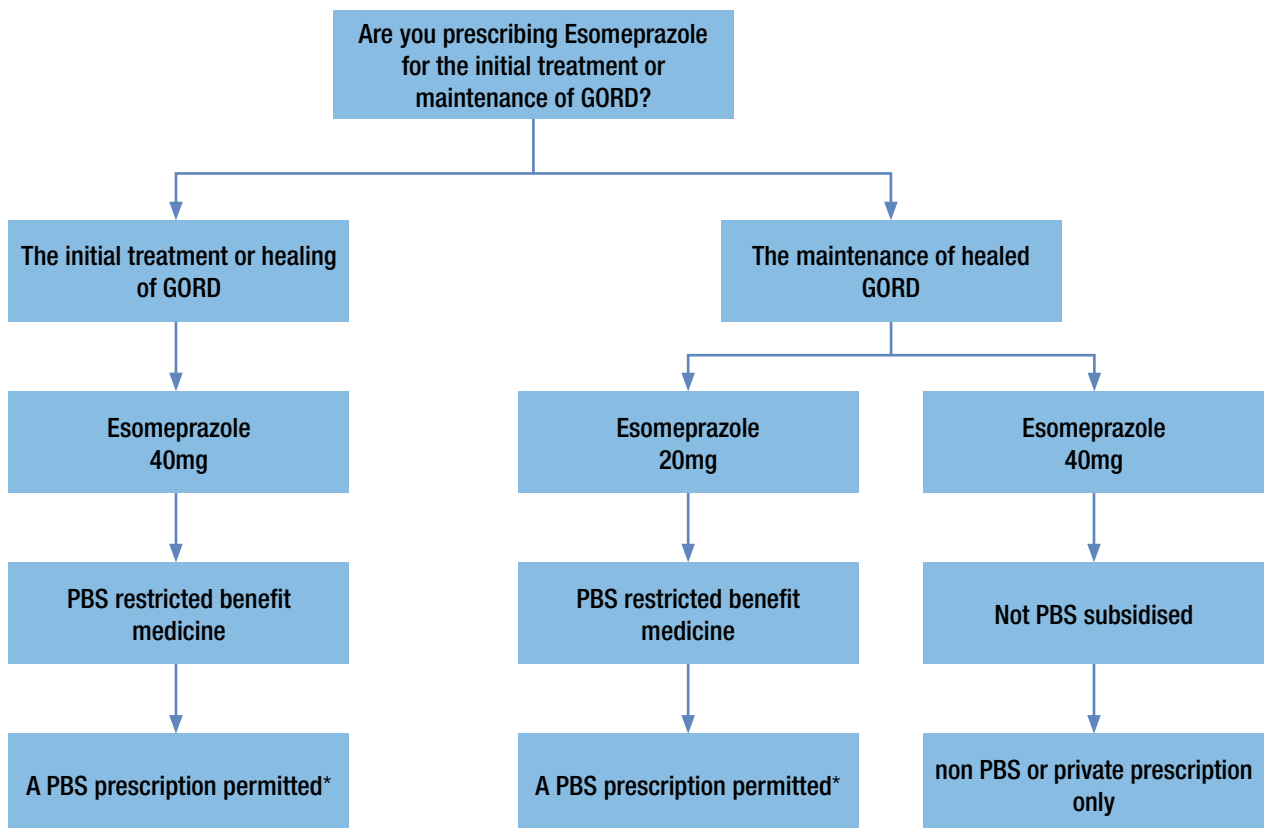 Are you prescribing Esomeprazole
for the initial treatment or
maintenance of GORD?
The initial treatment or healing
of GORD
The maintenance of healed
GORD
Esomeprazole
40mg
Esomeprazole
20mg
Esomeprazole
40mg
PBS restricted benefit
medicine
PBS restricted benefit
medicine
Not PBS subsidised
A PBS prescription permitted*
A PBS prescription permitted*
non PBS or private prescription
only